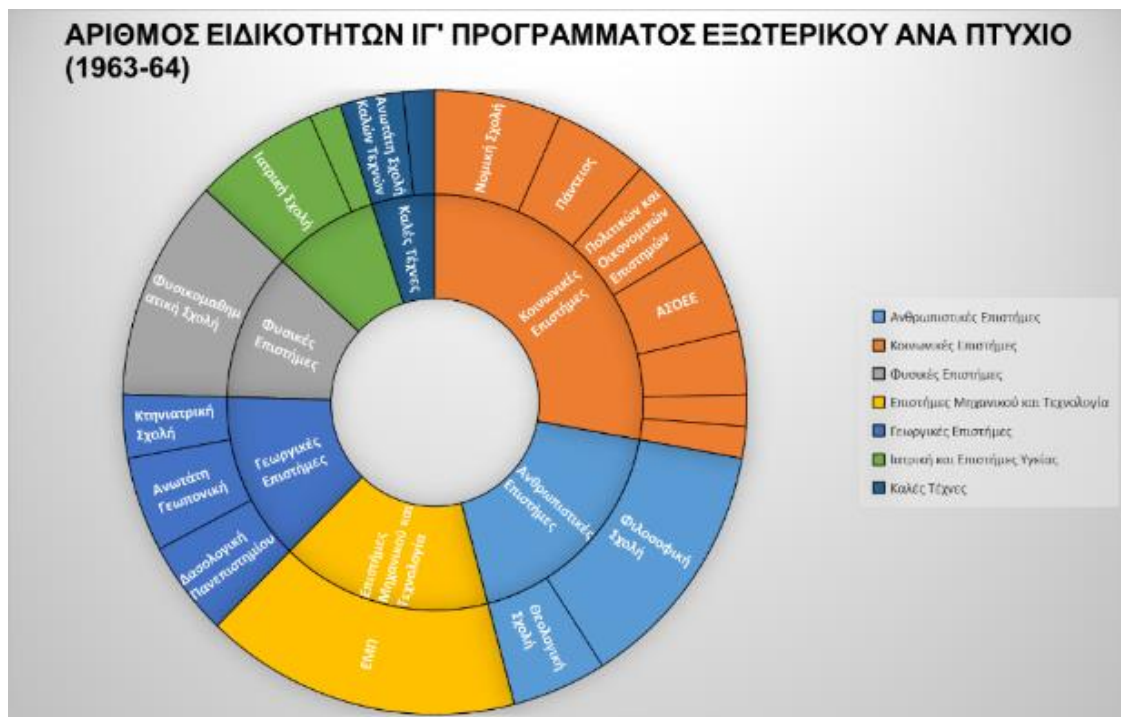 ΑΡΙΘΜΟΣ ΕΙΔΙΚΟΤΗΤΩΝ ΙΓ' ΠΡΟΓΡΑΜΜΑΤΟΣ ΕΞΩΤΕΡΙΚΟΥ ΑΝΑ ΠΤΥΧΙΟ
(1963-64)
Νομική Σχολή
Πάντειος
Πολιτικών και
Οικονομικών
Επιστημών
ΑΣΟΕΕ
Κοινωνικές
Επιστήμες
Φιλοσοφική
Σχολή
Θεολογική
Σχολή
Ανθρωπιστικές
Επιστήμες
ΕΜΠ
Επιστήμες
Μηχανικού και
Τεχνολογία
Δασολογική
Πανεπιστημίου
Ανωτάτη
Γεωπονική
Κτηνιατρική
Σχολή
Γεωργικές
Επιστήμες
Φυσικομαθημ
ατική Σχολή
Φυσικές
Επιστήμες
Ιατρική Σχολή
Ανωτάτη Σχολή
Καλών Τεχνών
Καλές Τέχνες
Ανθρωπιστικές Επιστήμες
Κοινωνικές Επιστήμες
Φυσικές Επιστήμες
Επιστήμες Μηχανικού και Τεχνολογία
Γεωργικές Επιστήμες
Ιατρική και Επιστήμες Υγείας
Καλές Τέχνες